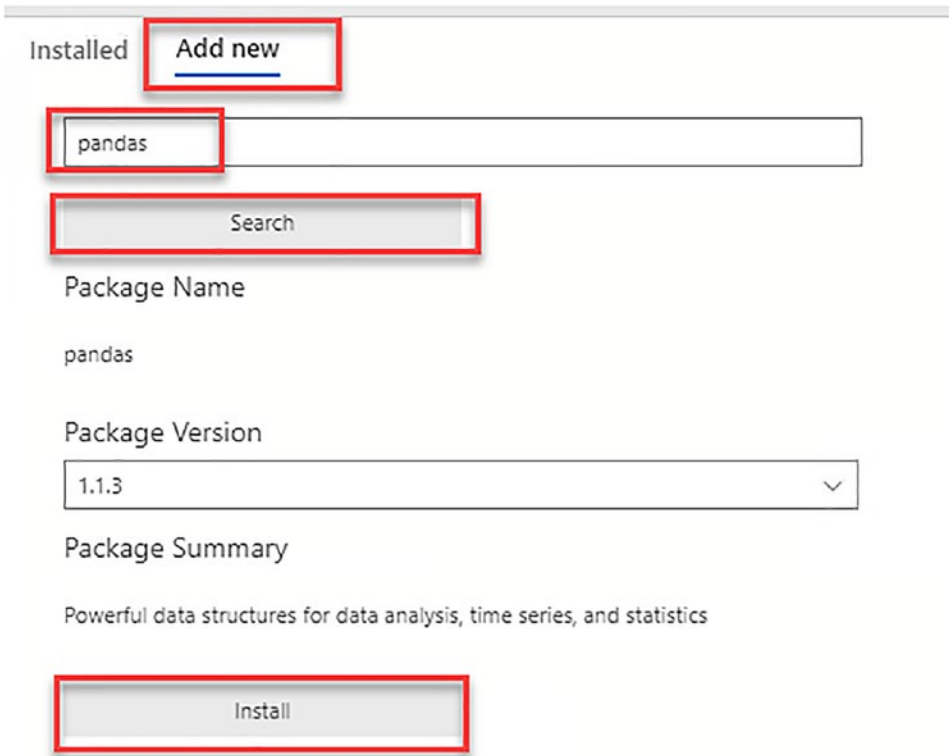 Installed Add new
pandas
Search
Package Name
pandas
Package Version
1.1.3
Package Summary
Powerful data structures for data analysis, time series, and statistics
Install